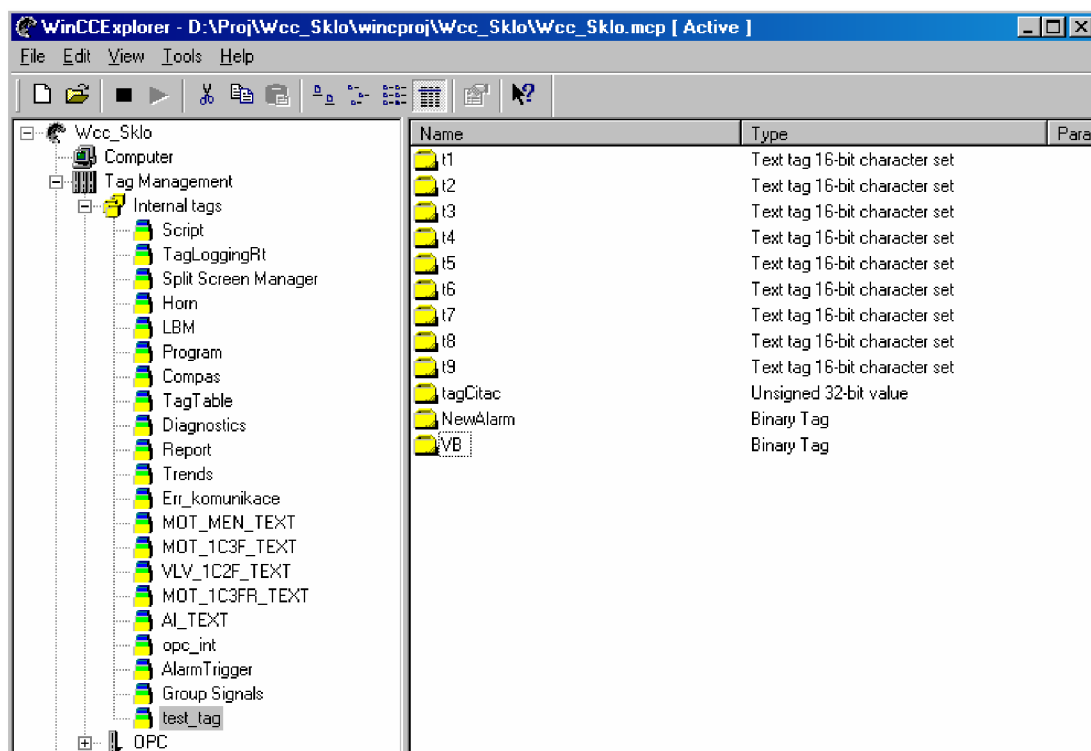 WinCCExplorer - D:\Proj\Wcc_Sklo\wincproj\Wcc_Sklo\Wcc_Sklo.mcp [ Active ]
File Edit View Tools Help
Wcc_Sklo
Computer
Tag Management
Internal tags
Script
TagLoggingRt
Split Screen Manager
Horn
LBM
Program
Compas
TagTable
Diagnostics
Report
Trends
Err_komunikace
MOT_MEN_TEXT
MOT_1C3F_TEXT
VLV_1C2F_TEXT
MOT_1C3FR_TEXT
AI_TEXT
opc_int
AlarmTrigger
Group Signals
test_tag
OPC
Name Type Para
t1 Text tag 16-bit character set
t2 Text tag 16-bit character set
t3 Text tag 16-bit character set
t4 Text tag 16-bit character set
t5 Text tag 16-bit character set
t6 Text tag 16-bit character set
t7 Text tag 16-bit character set
t8 Text tag 16-bit character set
t9 Text tag 16-bit character set
tagCitac Unsigned 32-bit value
NewAlarm Binary Tag
VB Binary Tag